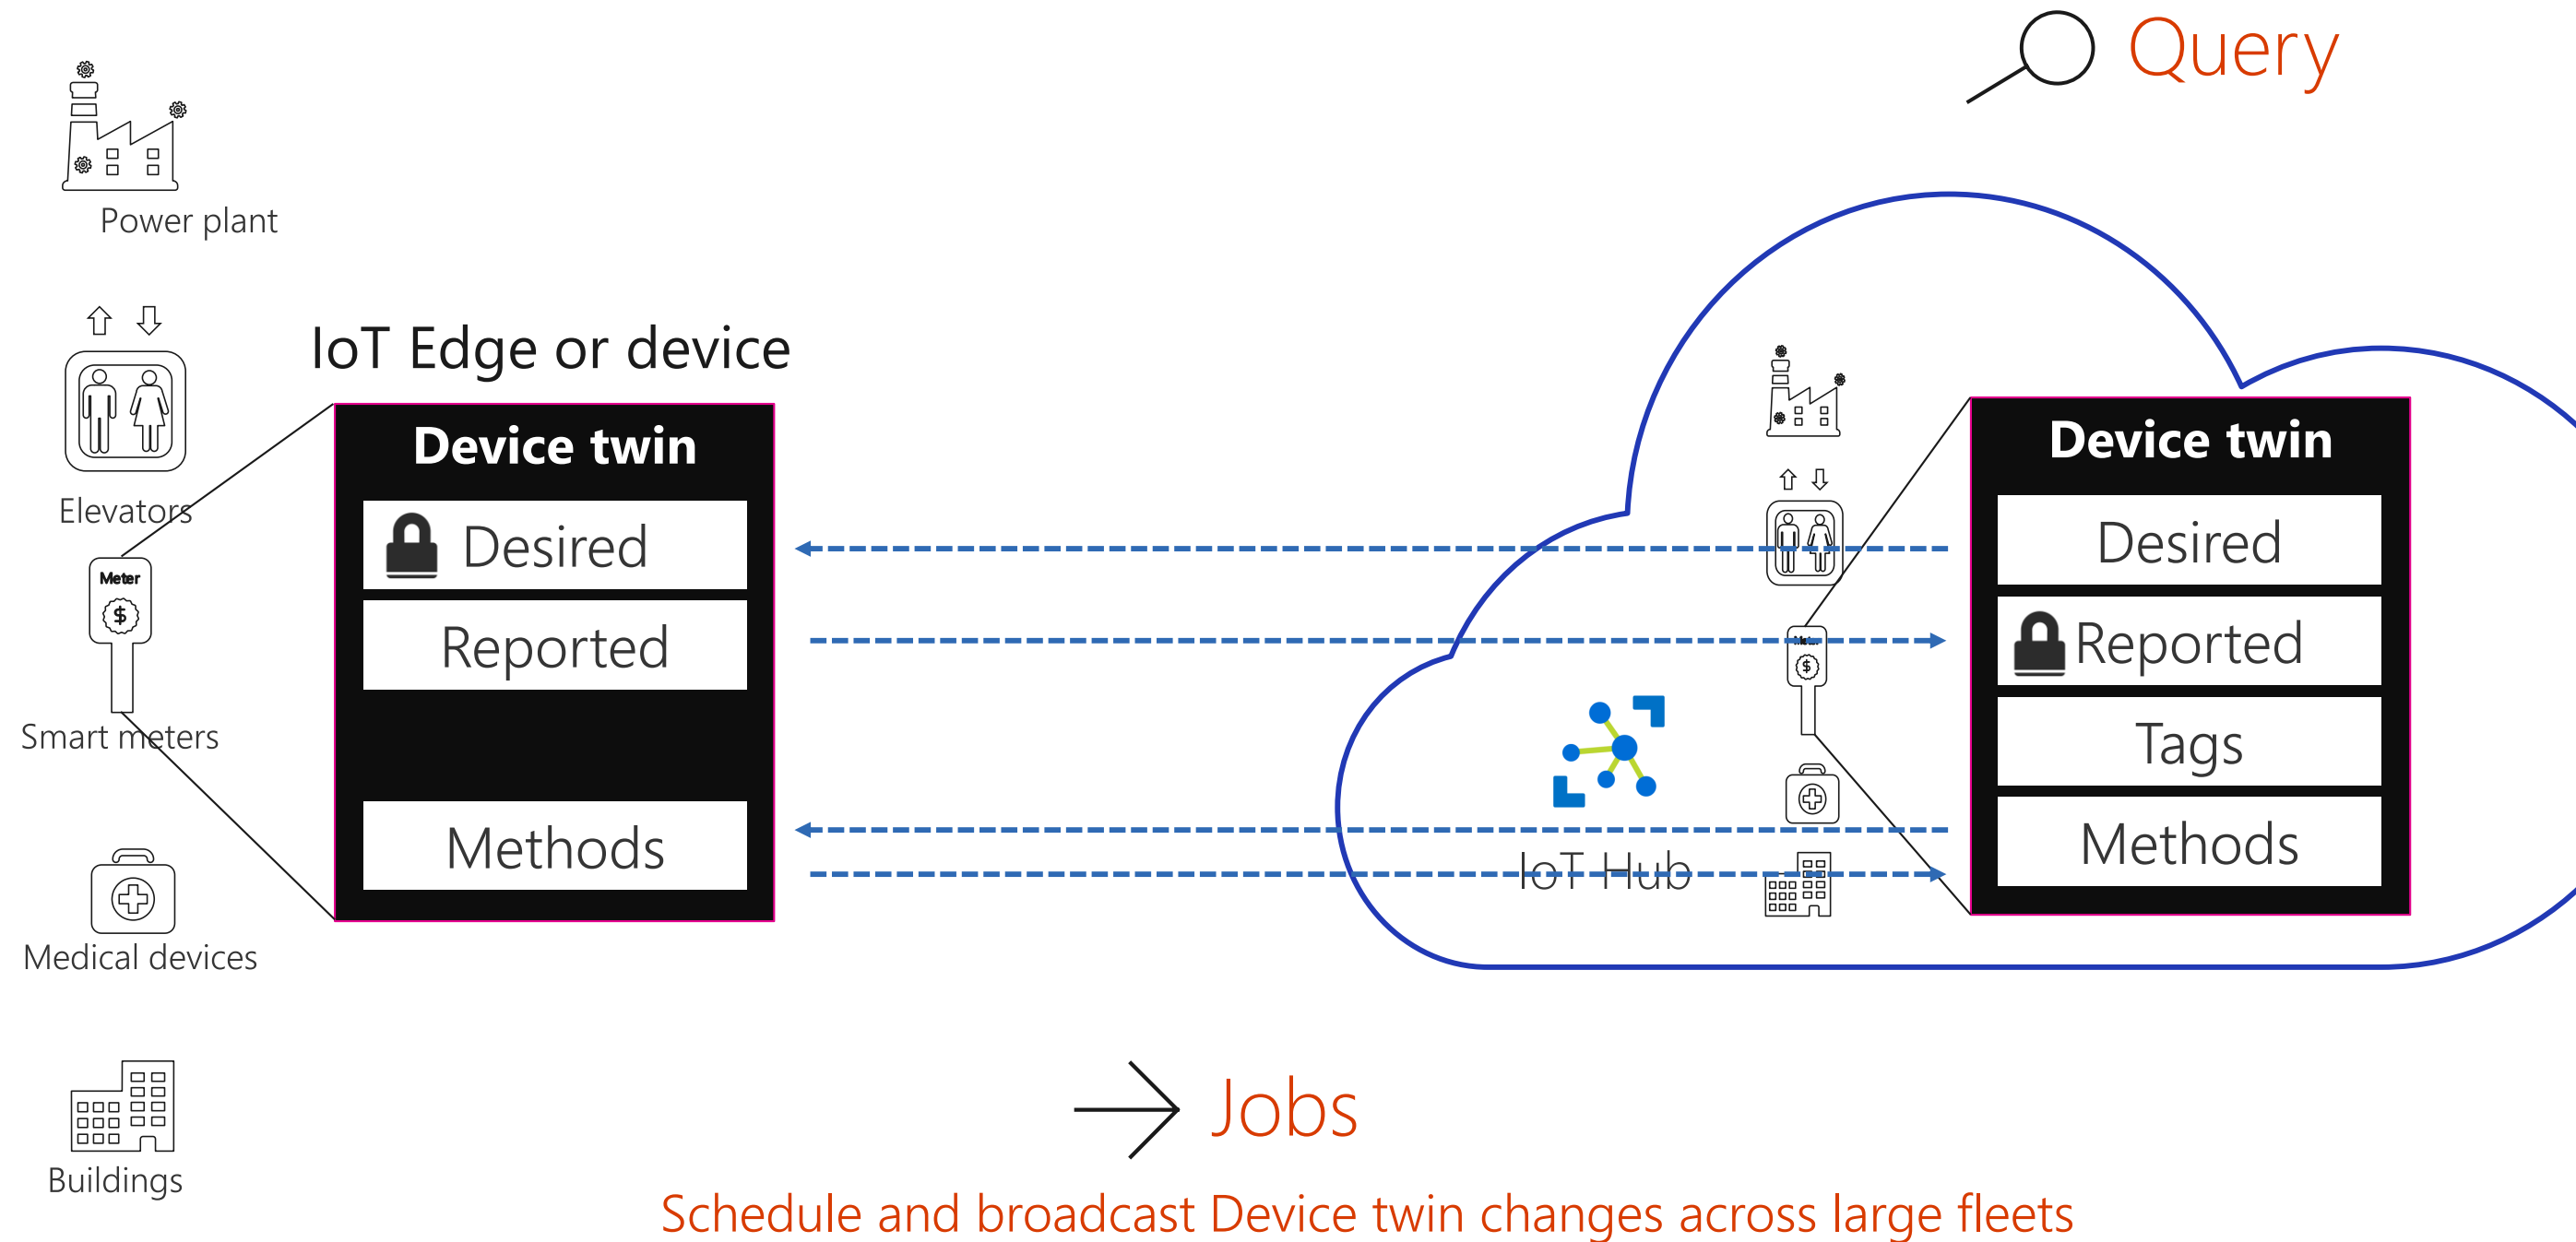 Query
Power plant
IoT Edge or device
Elevators
Meter
$
Smart meters
Medical devices
Buildings
Device twin
Desired
Reported
Methods
$
IoT Hub
Device twin
Desired
Reported
Tags
Methods
Jobs
Schedule and broadcast Device twin changes across large fleets